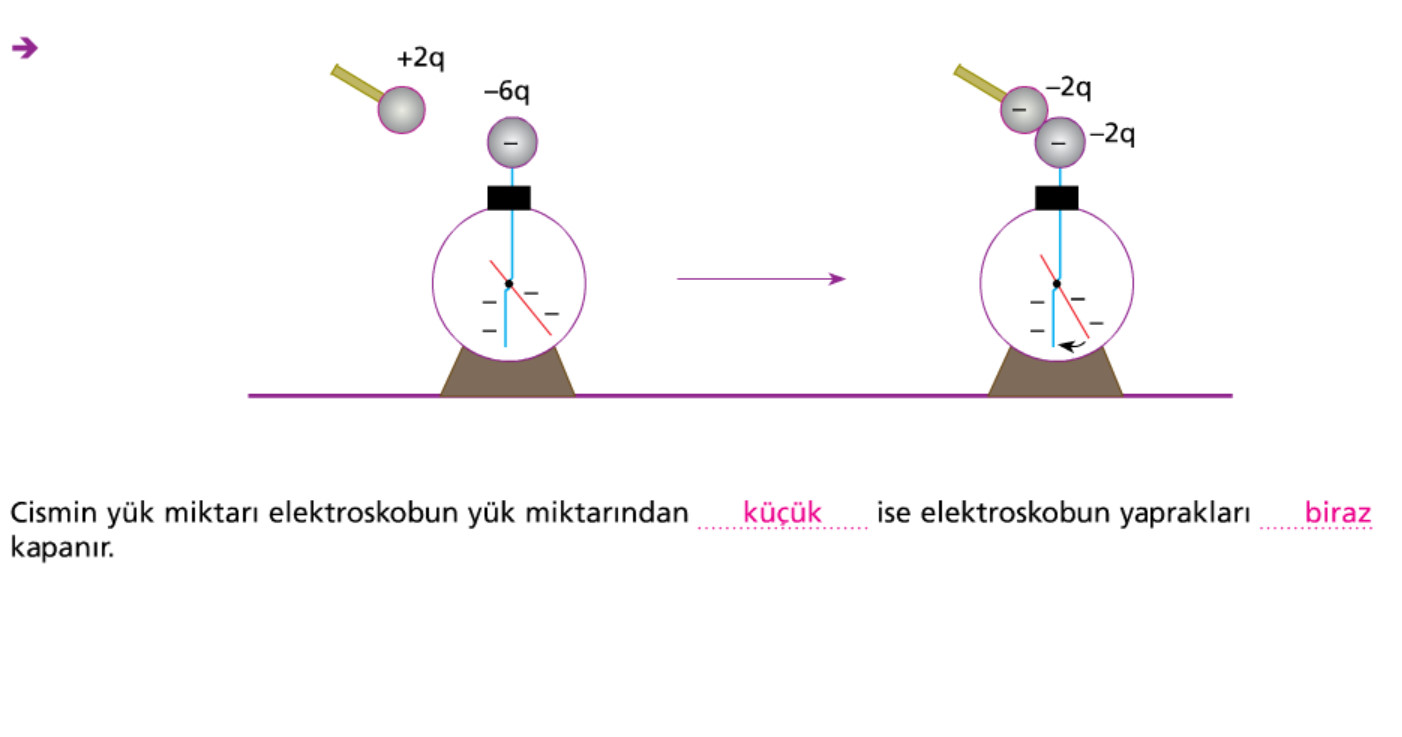 +2q
–6q
–
–
–
–
–
–2q
–
–2q
–
–
–
–
–
Cismin yük miktarı elektroskobun yük miktarından küçük ise elektroskobun yaprakları biraz
kapanır.